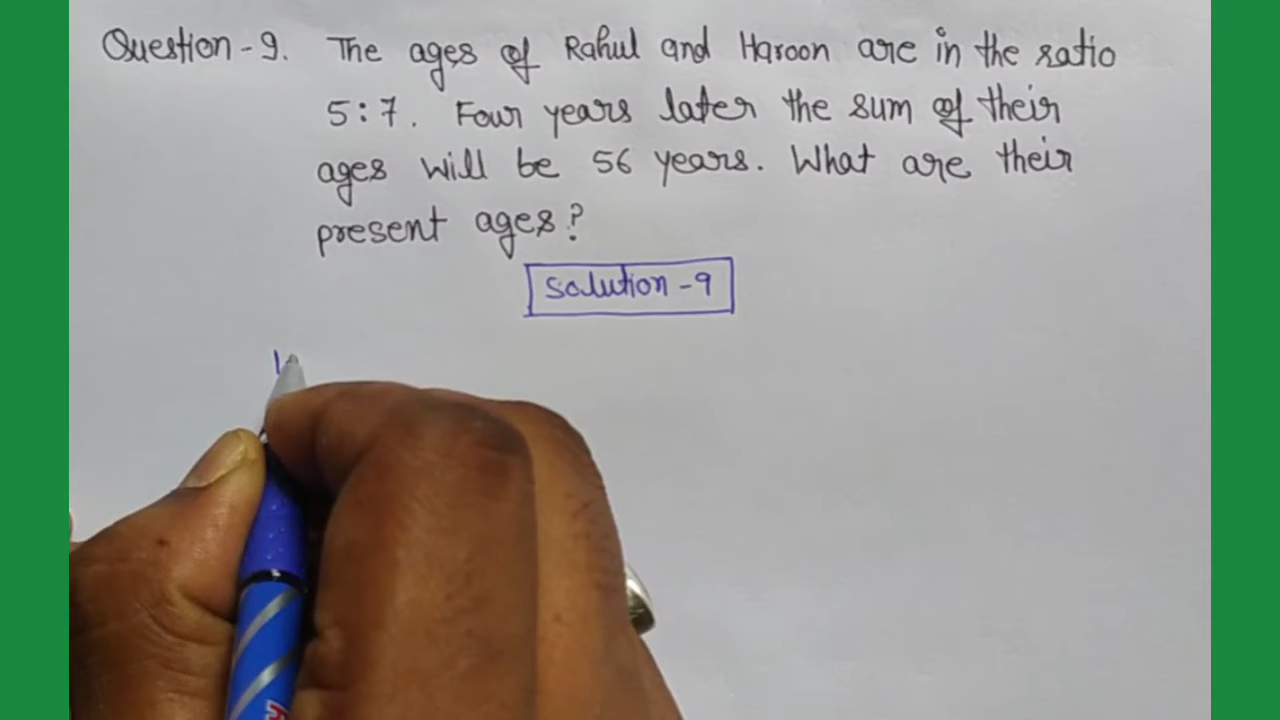 Question - 9. The ages of Rahul and Haroon are in the ratio
5:7. Four years later the sum of their
ages will be 56 years. What are their
present ages?
Solution - 9